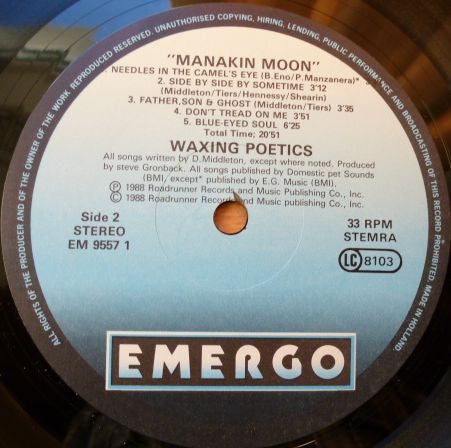 ALL RIGHTS OF THE PRODUCER AND OF THE OWNER OF THE WORK REPRODUCED RESERVED. UNAUTHORISED COPYING, HIRING, LENDING, PUBLIC PERFORMANCE AND BROADCASTING PROHIBITED. MADE IN HOLLAND.
"MANAKIN MOON"
1. NEEDLES IN THE CAMEL'S EYE (B.Eno/P.Manzanera)*
2. SIDE BY SIDE BY SOMETIME 3'12
(Middleton/Tiers/Hennessy/Shearin)
3. FATHER,SON & GHOST (Middleton/Tiers) 3'35
4. DON'T TREAD ON ME 3'51
5. BLUE-EYED SOUL 6'25
Total Time; 20'51
WAXING POETICS
All songs written by D.Middleton, except where noted. Produced
by steve Gronback. All songs published by Domestic pet Sounds
(BMI, except* published by E.G. Music (BMI).
Ⓟ 1988 Roadrunner Records and Music Publishing Co., Inc.
© 1988 Roadrunner Records and Music Publishing Co., Inc.
Side 2
STEREO
EM 9557 1
33 RPM
STEMRA
LC 8103
EMERGO